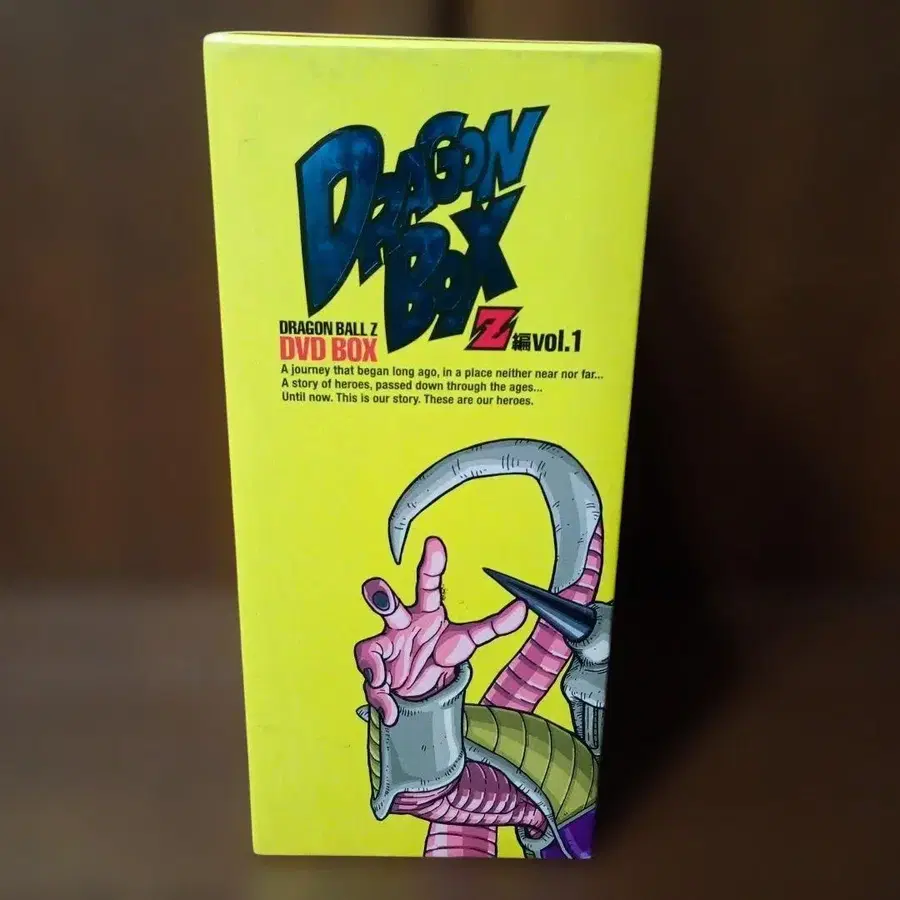 DRAGON
BOX
Z編vol.1
DRAGON BALL Z
DVD BOX
A journey that began long ago, in a place neither near nor far...
A story of heroes, passed down through the ages...
Until now. This is our story. These are our heroes.